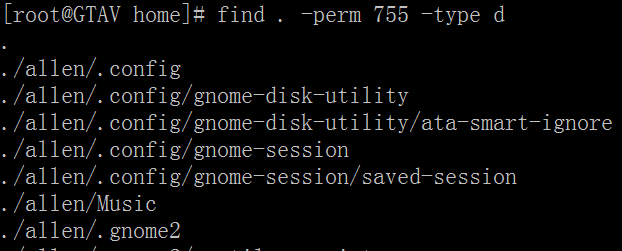 [root@GTAV home]# find . -perm 755 -type d
.
./allen/.config
./allen/.config/gnome-disk-utility
./allen/.config/gnome-disk-utility/ata-smart-ignore
./allen/.config/gnome-session
./allen/.config/gnome-session/saved-session
./allen/Music
./allen/.gnome2